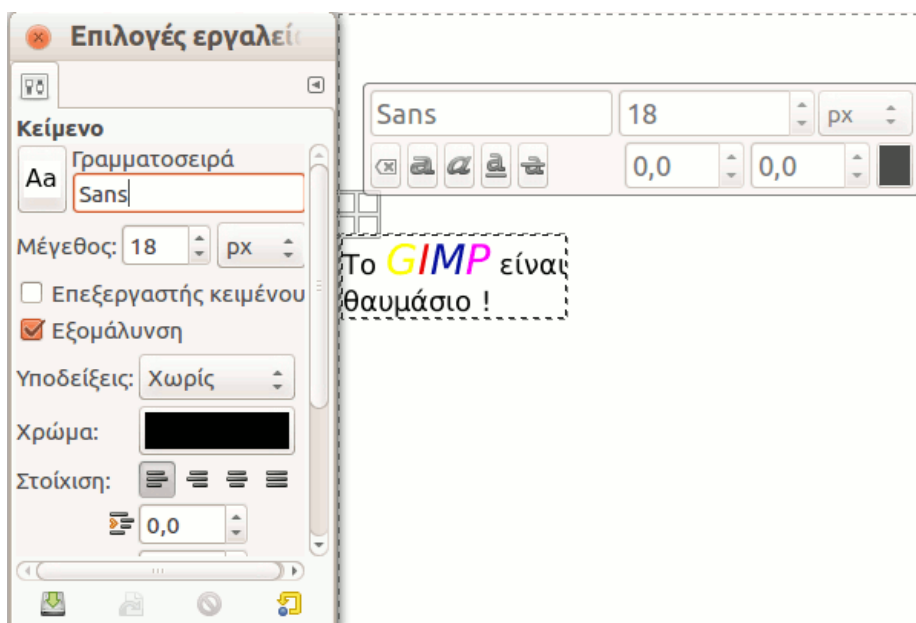 Επιλογές εργαλεί
Κείμενο
Aa
Γραμματοσειρά
Sans
Μέγεθος: 18 px
Επεξεργαστής κειμένου
Εξομάλυνση
Υποδείξεις: Χωρίς
Χρώμα:
Στοίχιση:
0,0
Sans 18 px
a a a a 0,0 0,0
Το GIMP είναι
θαυμάσιο !